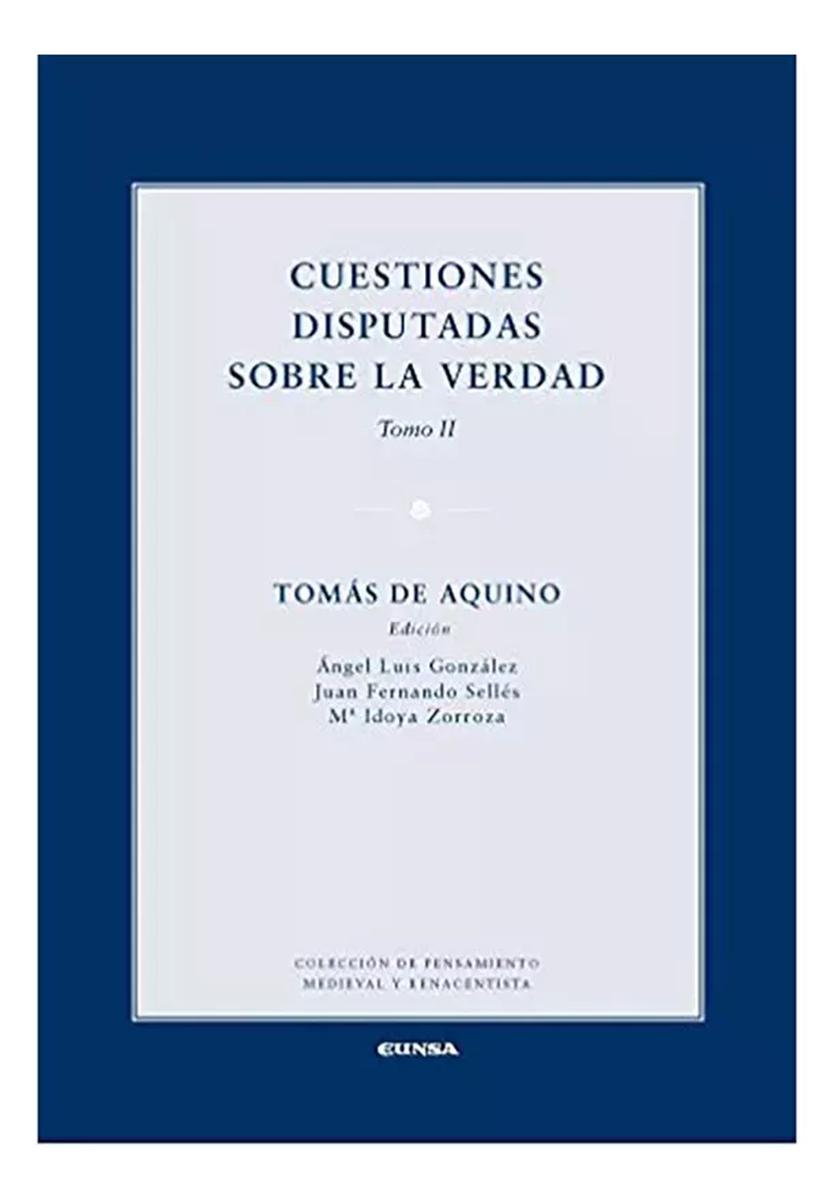 CUESTIONES
DISPUTADAS
SOBRE LA VERDAD
Tomo II
TOMÁS DE AQUINO
Edición
Ángel Luis González
Juan Fernando Sellés
Mª Idoya Zorroza
COLECCIÓN DE PENSAMIENTO
MEDIEVAL Y RENACENTISTA
EUNSA